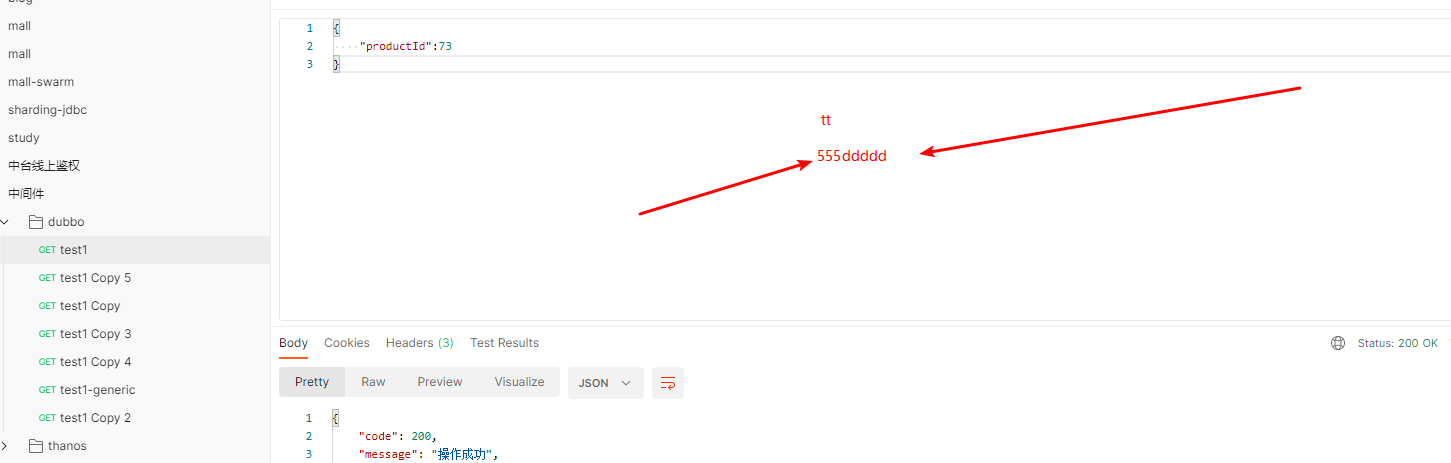 mall
mall
mall-swarm
sharding-jdbc
study
中台线上鉴权
中间件
dubbo
GET test1
GET test1 Copy 5
GET test1 Copy
GET test1 Copy 3
GET test1 Copy 4
GET test1-generic
GET test1 Copy 2
thanos
1 {
2 "productId":73
3 }
tt
555ddddd
Body Cookies Headers (3) Test Results
Status: 200 OK
Pretty Raw Preview Visualize JSON
1 {
2 "code": 200,
3 "message": "操作成功",